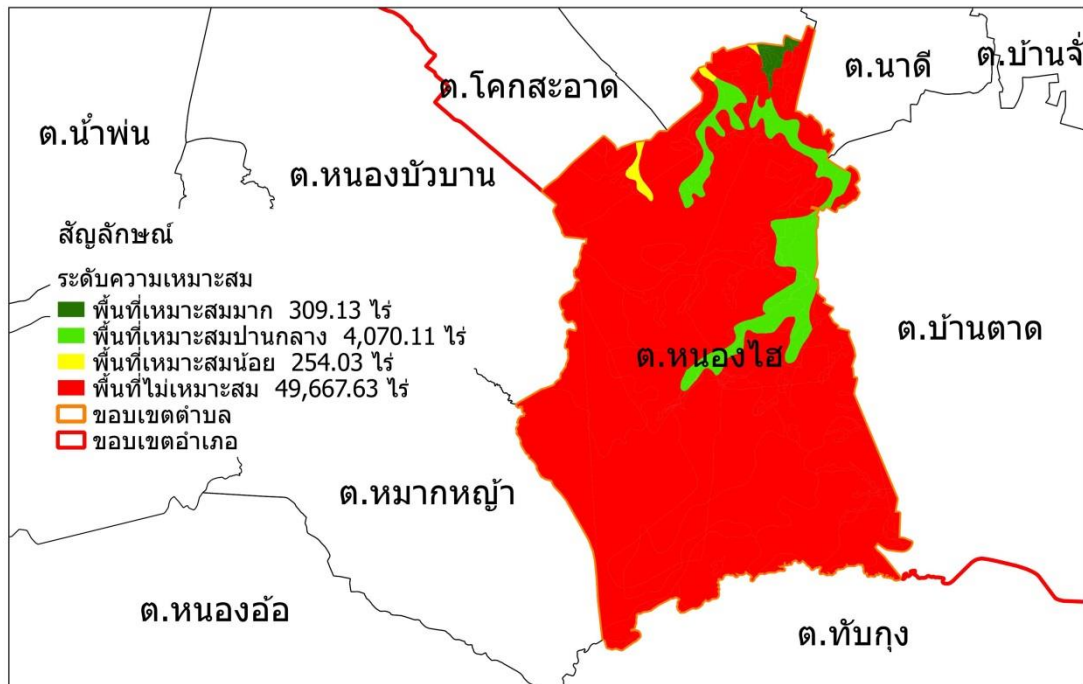 ต.บ้านจั่
ต.นาดี
ต.โคกสะอาด
ต.น้ำพ่น
ต.หนองบัวบาน
สัญลักษณ์
ระดับความเหมาะสม
พื้นที่เหมาะสมมาก 309.13 ไร่
พื้นที่เหมาะสมปานกลาง 4,070.11 ไร่
พื้นที่เหมาะสมน้อย 254.03 ไร่
พื้นที่ไม่เหมาะสม 49,667.63 ไร่
ขอบเขตตำบล
ขอบเขตอำเภอ
ต.บ้านตาด
ต.หนองไฮ
ต.หมากหญ้า
ต.หนองอ้อ
ต.ทับกุง